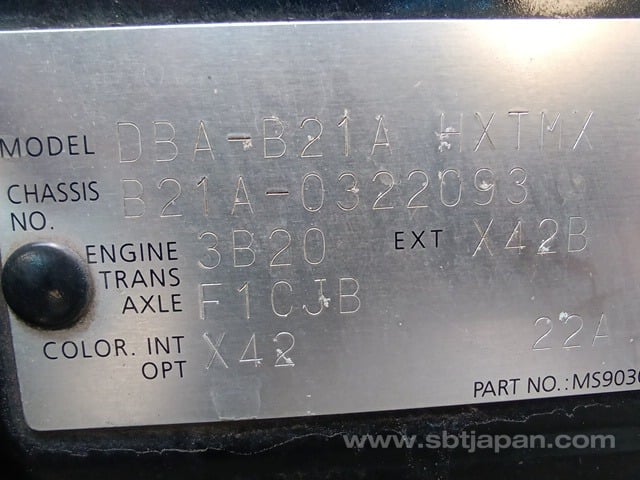 MODEL DBA-B21A HXTMX
CHASSIS NO. B21A-0322093
ENGINE 3B20 EXT X42B
TRANS AXLE F1CJB
COLOR. INT X42
OPT 22A
PART NO.:MS9030
www.sbtjapan.com